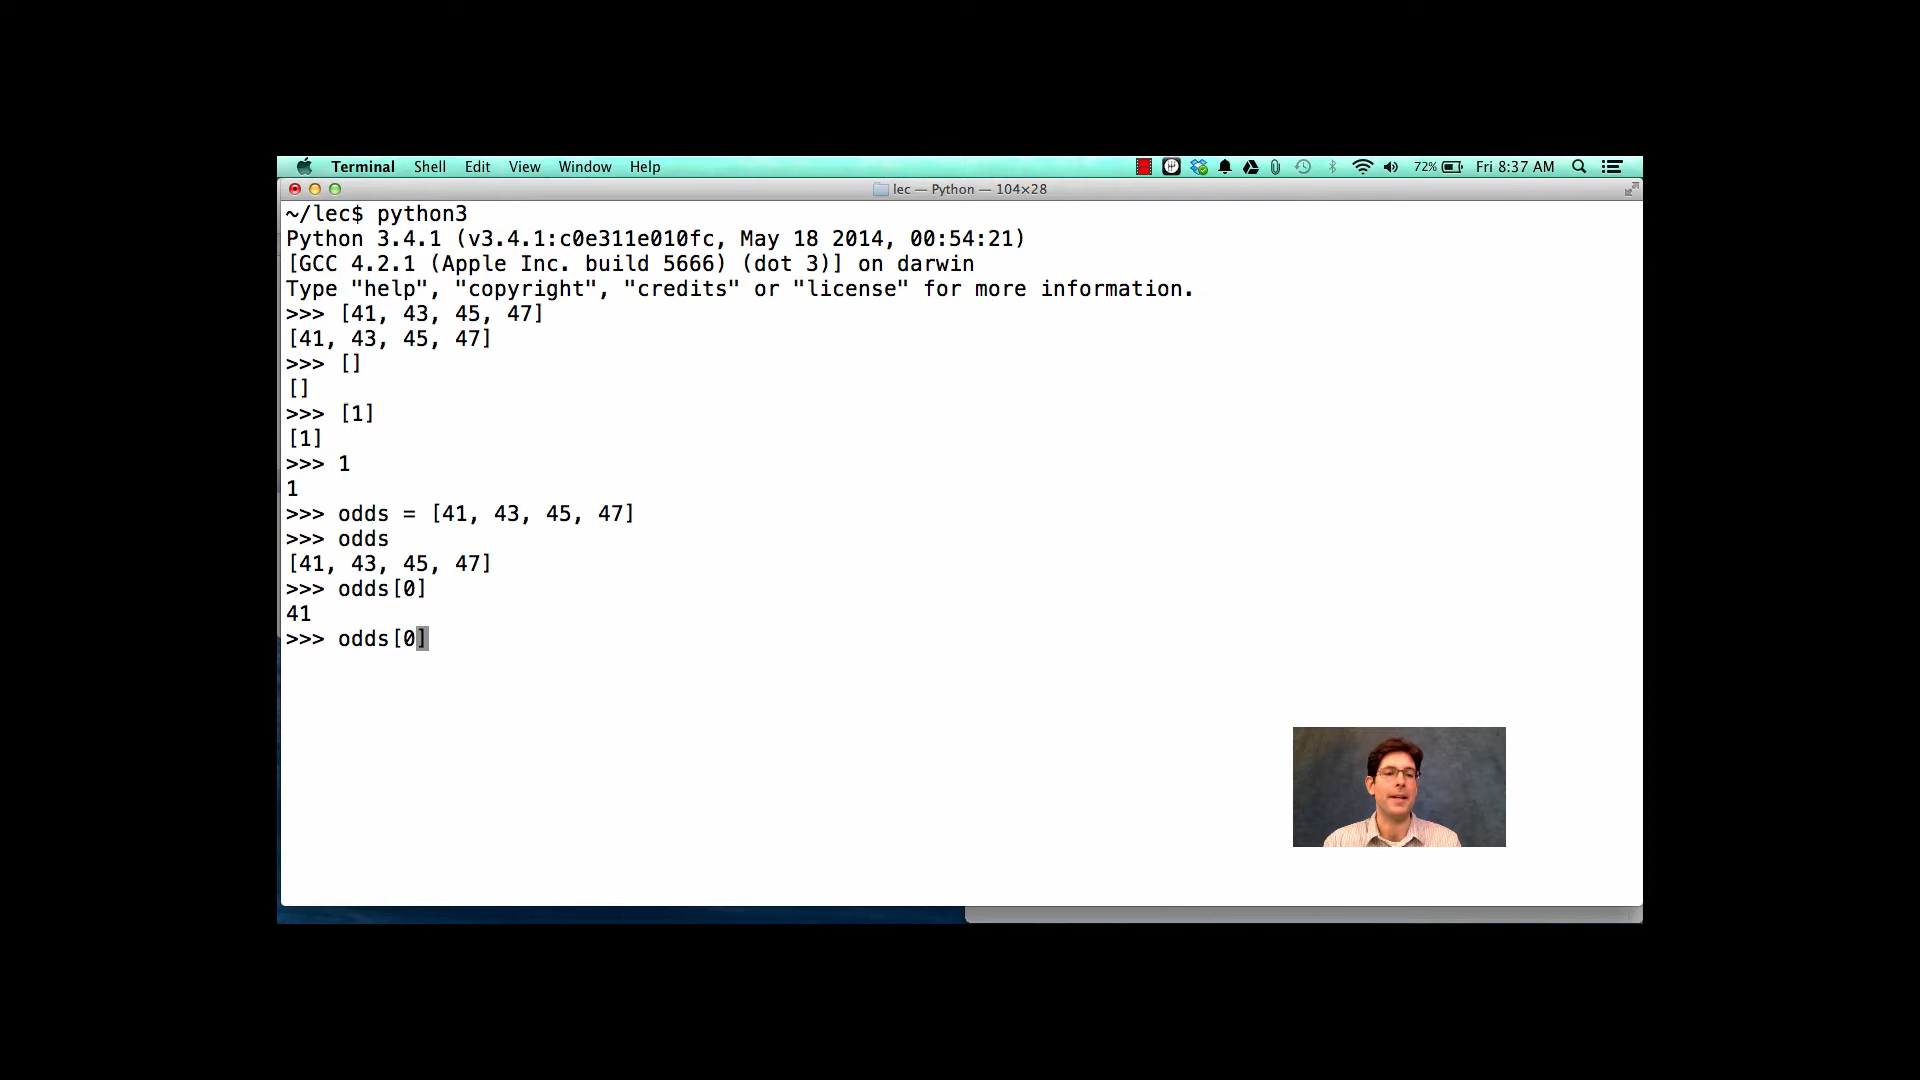 Terminal Shell Edit View Window Help 72% Fri 8:37 AM
lec — Python — 104×28
~/lec$ python3
Python 3.4.1 (v3.4.1:c0e311e010fc, May 18 2014, 00:54:21)
[GCC 4.2.1 (Apple Inc. build 5666) (dot 3)] on darwin
Type "help", "copyright", "credits" or "license" for more information.
>>> [41, 43, 45, 47]
[41, 43, 45, 47]
>>> []
[]
>>> [1]
[1]
>>> 1
1
>>> odds = [41, 43, 45, 47]
>>> odds
[41, 43, 45, 47]
>>> odds[0]
41
>>> odds[0]